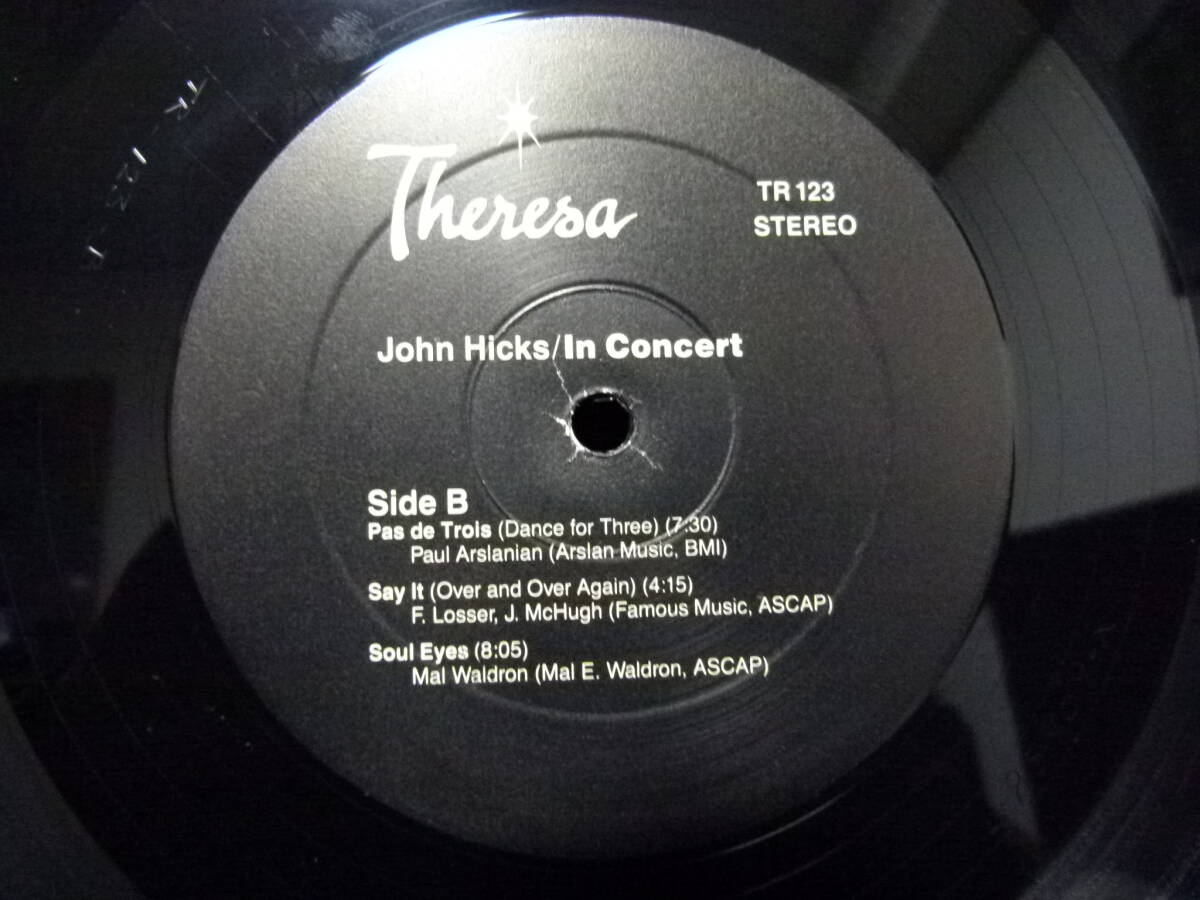 TR 123
Theresa
TR 123
STEREO
John Hicks/In Concert
Side B
Pas de Trois (Dance for Three) (7:30)
Paul Arslanian (Arslan Music, BMI)
Say It (Over and Over Again) (4:15)
F. Losser, J. McHugh (Famous Music, ASCAP)
Soul Eyes (8:05)
Mal Waldron (Mal E. Waldron, ASCAP)